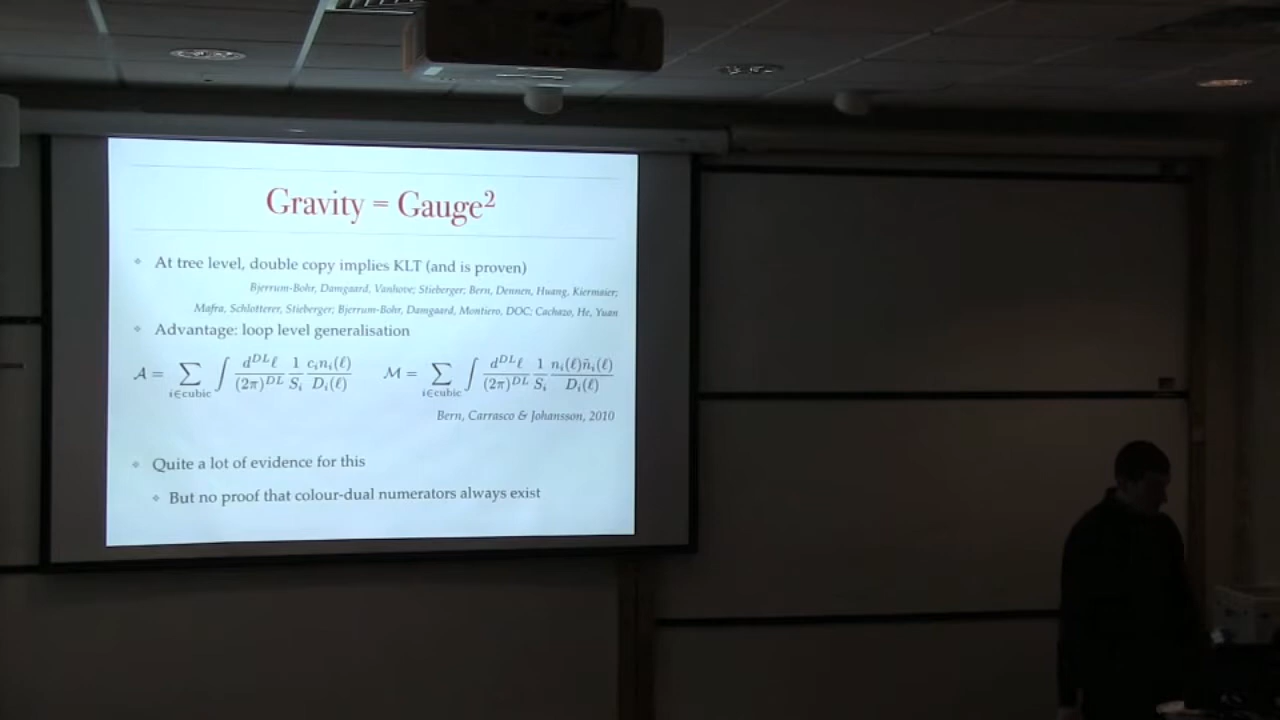 Gravity = Gauge²
❖ At tree level, double copy implies KLT (and is proven)
Bjerrum-Bohr, Damgaard, Vanhove; Stieberger; Bern, Dennen, Huang, Kiermaier;
Mafra, Schlotterer, Stieberger; Bjerrum-Bohr, Damgaard, Montiero, DOC; Cachazo, He, Yuan
❖ Advantage: loop level generalisation
𝒜 = ∑_{i∈cubic} ∫ d^{DL}ℓ/(2π)^{DL} 1/S_i c_i n_i(ℓ)/D_i(ℓ) ℳ = ∑_{i∈cubic} ∫ d^{DL}ℓ/(2π)^{DL} 1/S_i n_i(ℓ)ñ_i(ℓ)/D_i(ℓ)
Bern, Carrasco & Johansson, 2010
❖ Quite a lot of evidence for this
❖ But no proof that colour-dual numerators always exist